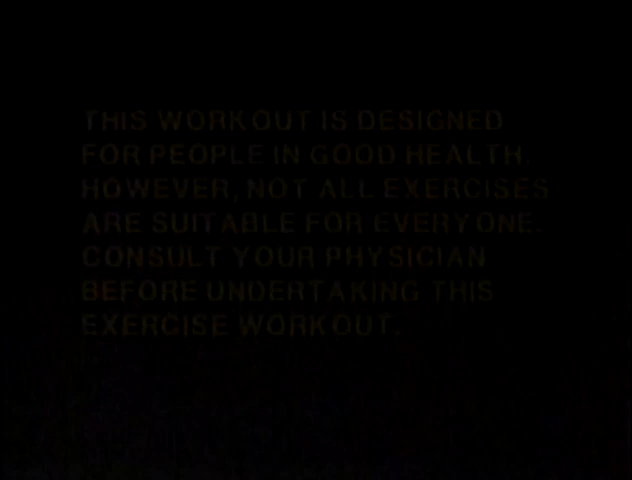 THIS WORKOUT IS DESIGNED
FOR PEOPLE IN GOOD HEALTH.
HOWEVER, NOT ALL EXERCISES
ARE SUITABLE FOR EVERYONE.
CONSULT YOUR PHYSICIAN
BEFORE UNDERTAKING THIS
EXERCISE WORKOUT.